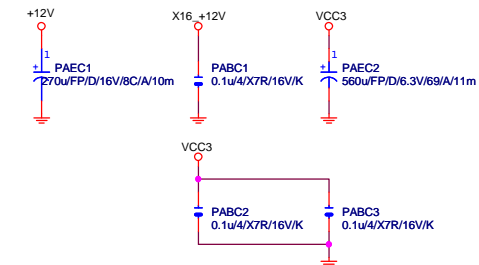 +12V
X16_+12V
VCC3
1
1
+
PAEC1
270u/FP/D/16V/8C/A/10m
PABC1
0.1u/4/X7R/16V/K
+
PAEC2
560u/FP/D/6.3V/69/A/11m
VCC3
PABC2
0.1u/4/X7R/16V/K
PABC3
0.1u/4/X7R/16V/K